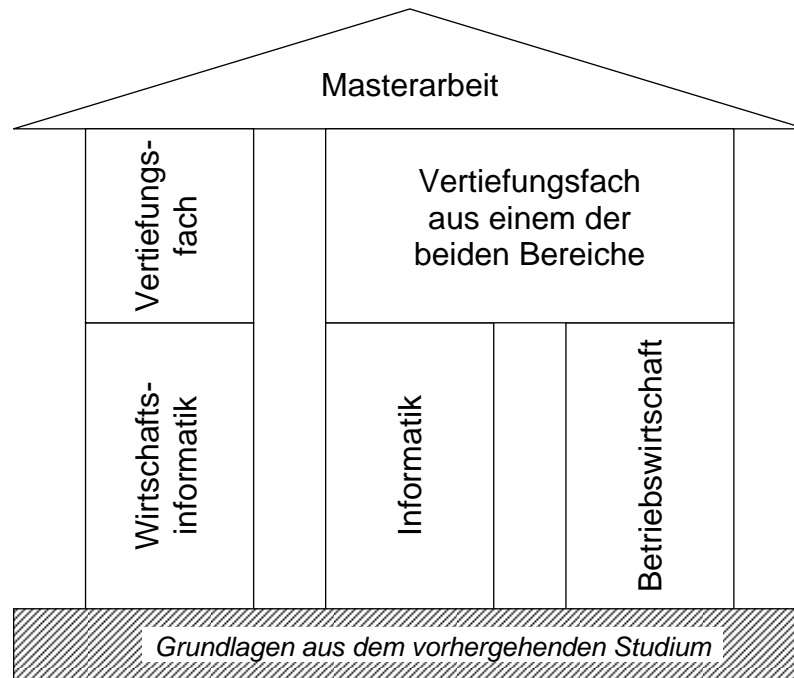 Masterarbeit
Vertiefungs-
fach
Vertiefungsfach
aus einem der
beiden Bereiche
Wirtschafts-
informatik
Informatik
Betriebswirtschaft
Grundlagen aus dem vorhergehenden Studium